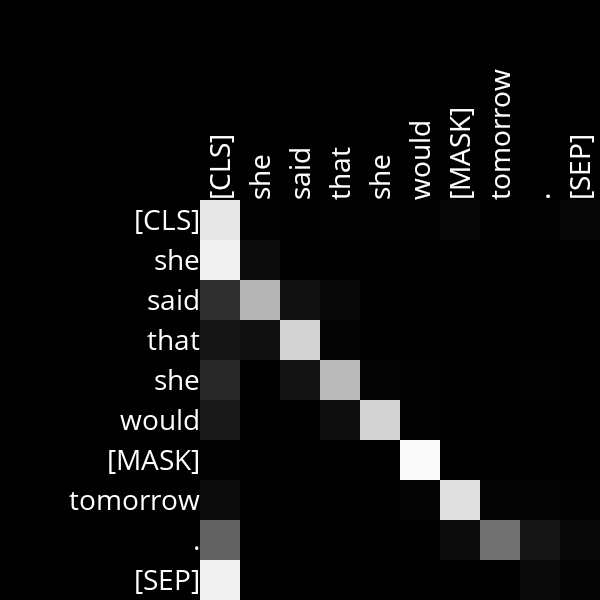 [CLS] she said that she would [MASK] tomorrow . [SEP]
[CLS]
she
said
that
she
would
[MASK]
tomorrow
.
[SEP]